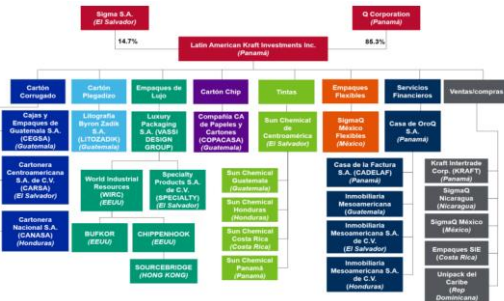 Sigma S.A.
(El Salvador)
Q Corporation
(Panamá)
14.7%
85.3%
Latin American Kraft Investments Inc.
(Panamá)
Cartón
Corrugado
Cartón
Plegadizo
Empaques de
Lujo
Cartón Chip
Tintas
Empaques
Flexibles
Servicios
Financieros
Ventas/compras
Cajas y
Empaques de
Guatemala S.A.
(CEGSA)
(Guatemala)
Cartonera
Centroamericana
S.A. de C.V.
(CARSA)
(El Salvador)
Cartonera
Nacional S.A.
(CANASA)
(Honduras)
Litografía
Byron Zadik
S.A.
(LITOZADIK)
(Guatemala)
Luxury
Packaging
S.A. (VASSI
DESIGN
GROUP)
World Industrial
Resources
(WIRC)
(EEUU)
Specialty
Products S.A.
de C.V.
(SPECIALTY)
(El Salvador)
BUFKOR
(EEUU)
CHIPPENHOOK
(EEUU)
SOURCEBRIDGE
(HONG KONG)
Compañía CA
de Papeles y
Cartones
(COPACASA)
(Guatemala)
Sun Chemical
de
Centroamérica
(El Salvador)
Sun Chemical
Guatemala
(Guatemala)
Sun Chemical
Honduras
(Honduras)
Sun Chemical
Costa Rica
(Costa Rica)
Sun Chemical
Panamá
(Panamá)
SigmaQ
México
Flexibles
(México)
Casa de OroQ
S.A.
(Panamá)
Casa de la Factura
S.A. (CADELAF)
(Panamá)
Inmobiliaria
Mesoamericana
(Guatemala)
Inmobiliaria
Mesoamericana S.A.
de C.V.
(El Salvador)
Inmobiliaria
Mesoamericana S.A.
de C.V.
(Honduras)
Kraft Intertrade
Corp. (KRAFT)
(Panamá)
SigmaQ
Nicaragua
(Nicaragua)
SigmaQ México
(México)
Empaques SIE
(Costa Rica)
Unipack del
Caribe
(Rep
Dominicana)